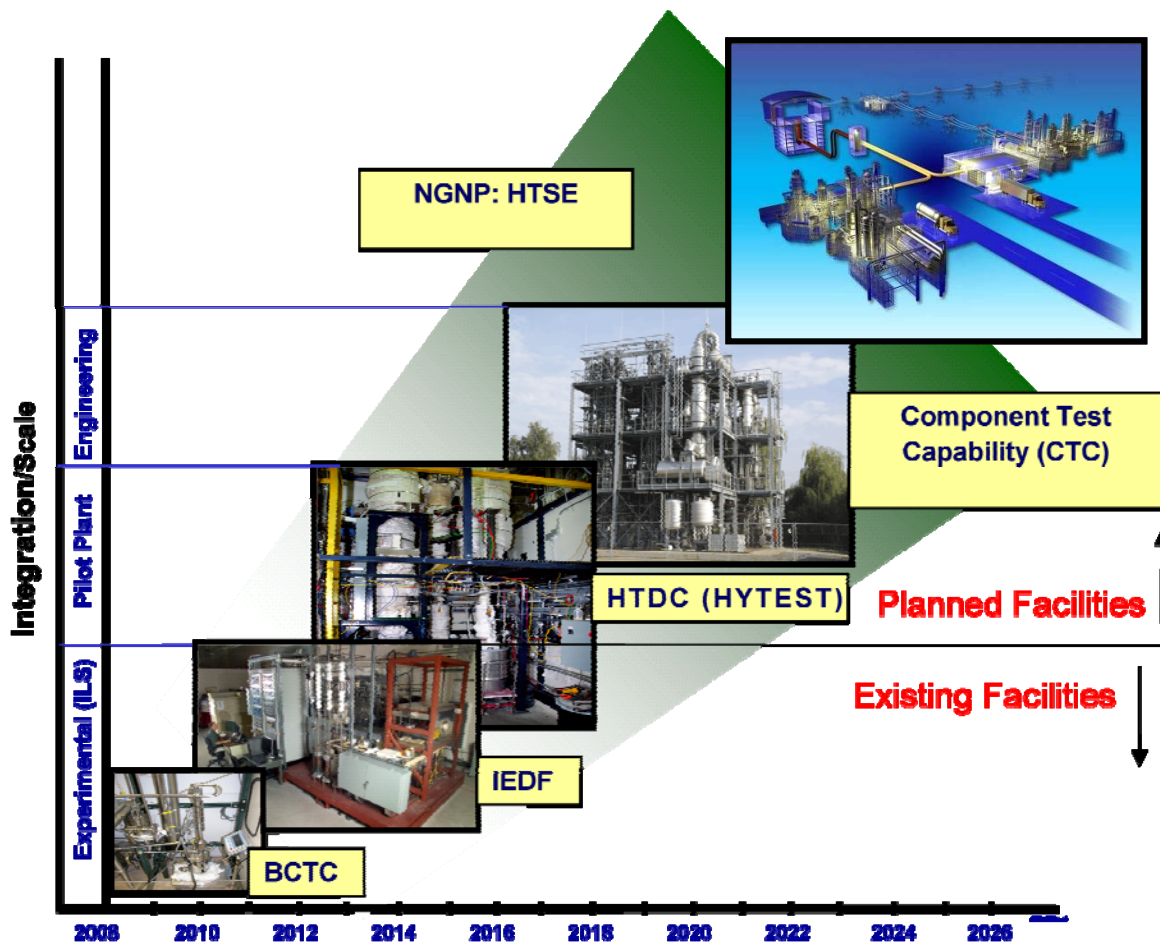 NGNP: HTSE
Component Test
Capability (CTC)
HTDC (HYTEST)
Planned Facilities
Existing Facilities
IEDF
BCTC
Integration/Scale
Engineering
Pilot Plant
Experimental (ILS)
2008 2010 2012 2014 2016 2018 2020 2022 2024 2026